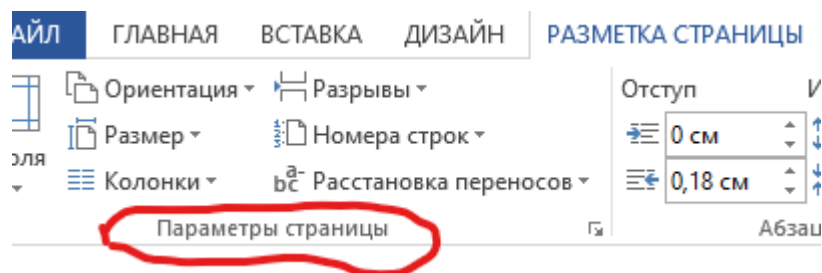 АЙЛ ГЛАВНАЯ ВСТАВКА ДИЗАЙН РАЗМЕТКА СТРАНИЦЫ
Ориентация Разрывы Отступ И
Размер Номера строк 0 см
оля
Колонки bc a- Расстановка переносов 0,18 см
Параметры страницы Абзац